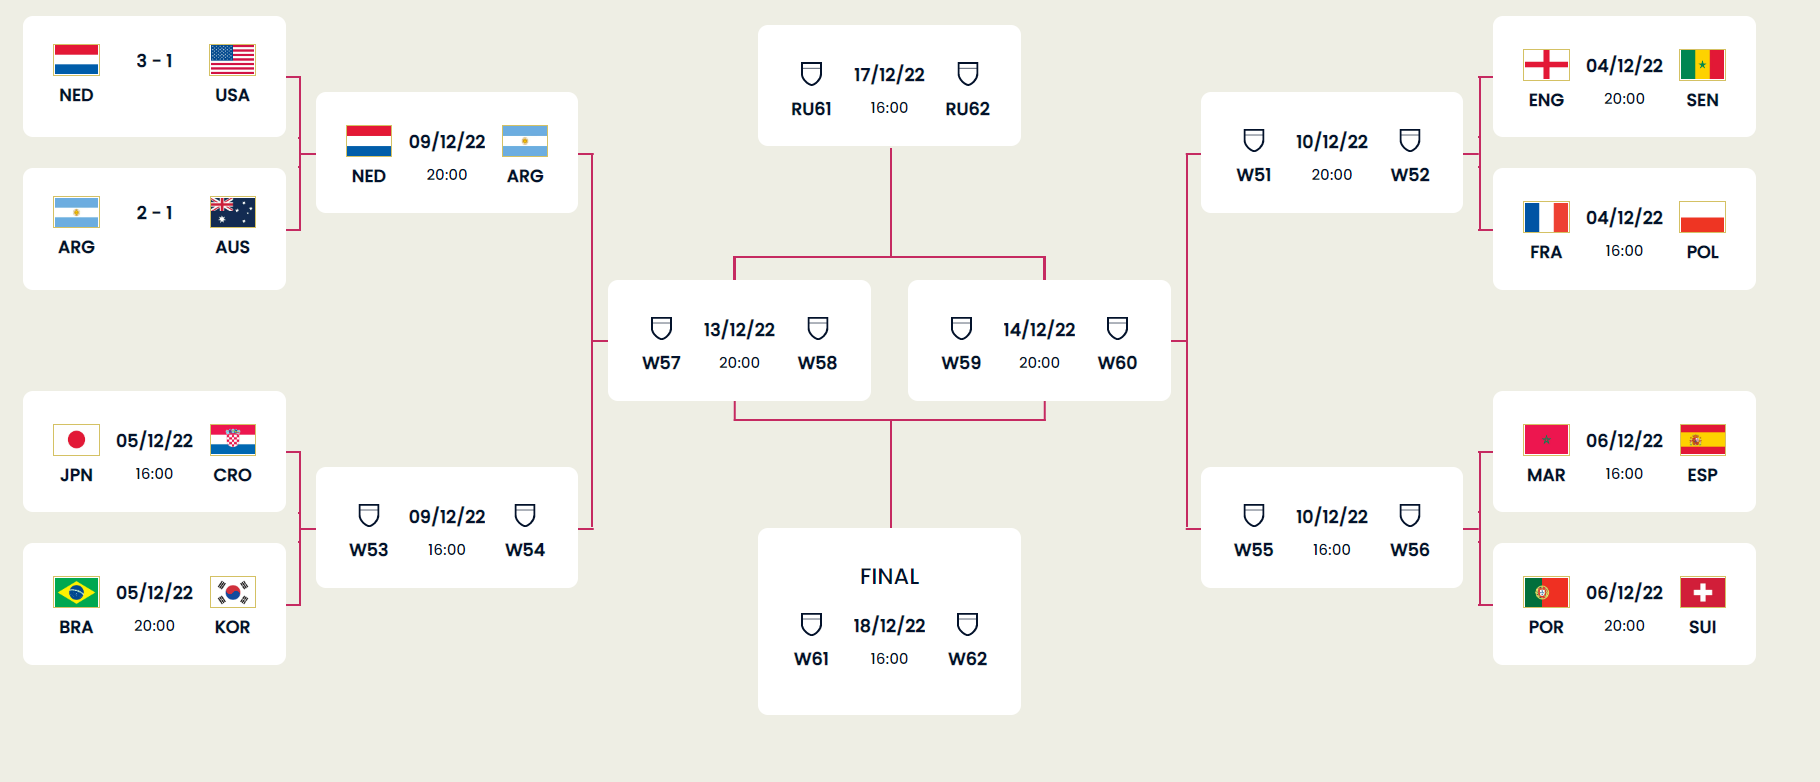 3 - 1
NED USA
2 - 1
ARG AUS
09/12/22
NED 20:00 ARG
05/12/22
JPN 16:00 CRO
05/12/22
BRA 20:00 KOR
09/12/22
W53 16:00 W54
17/12/22
RU61 16:00 RU62
13/12/22
W57 20:00 W58
14/12/22
W59 20:00 W60
FINAL
18/12/22
W61 16:00 W62
10/12/22
W51 20:00 W52
10/12/22
W55 16:00 W56
04/12/22
ENG 20:00 SEN
04/12/22
FRA 16:00 POL
06/12/22
MAR 16:00 ESP
06/12/22
POR 20:00 SUI